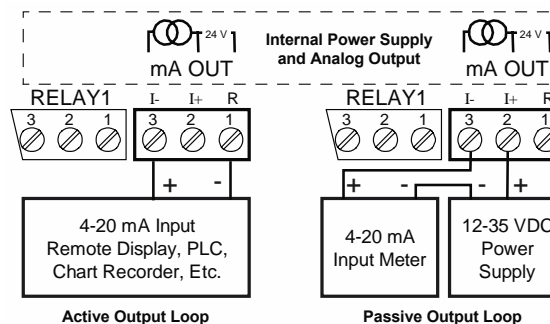 24 V
24 V
Internal Power Supply
and Analog Output
mA OUT
mA OUT
RELAY1
I- I+ R
RELAY1
I- I+ R
3 2 1
3 2 1
3 2 1
3 2 1
+ -
+ - - +
4-20 mA Input
Remote Display, PLC,
Chart Recorder, Etc.
4-20 mA
Input Meter
12-35 VDC
Power
Supply
Active Output Loop
Passive Output Loop